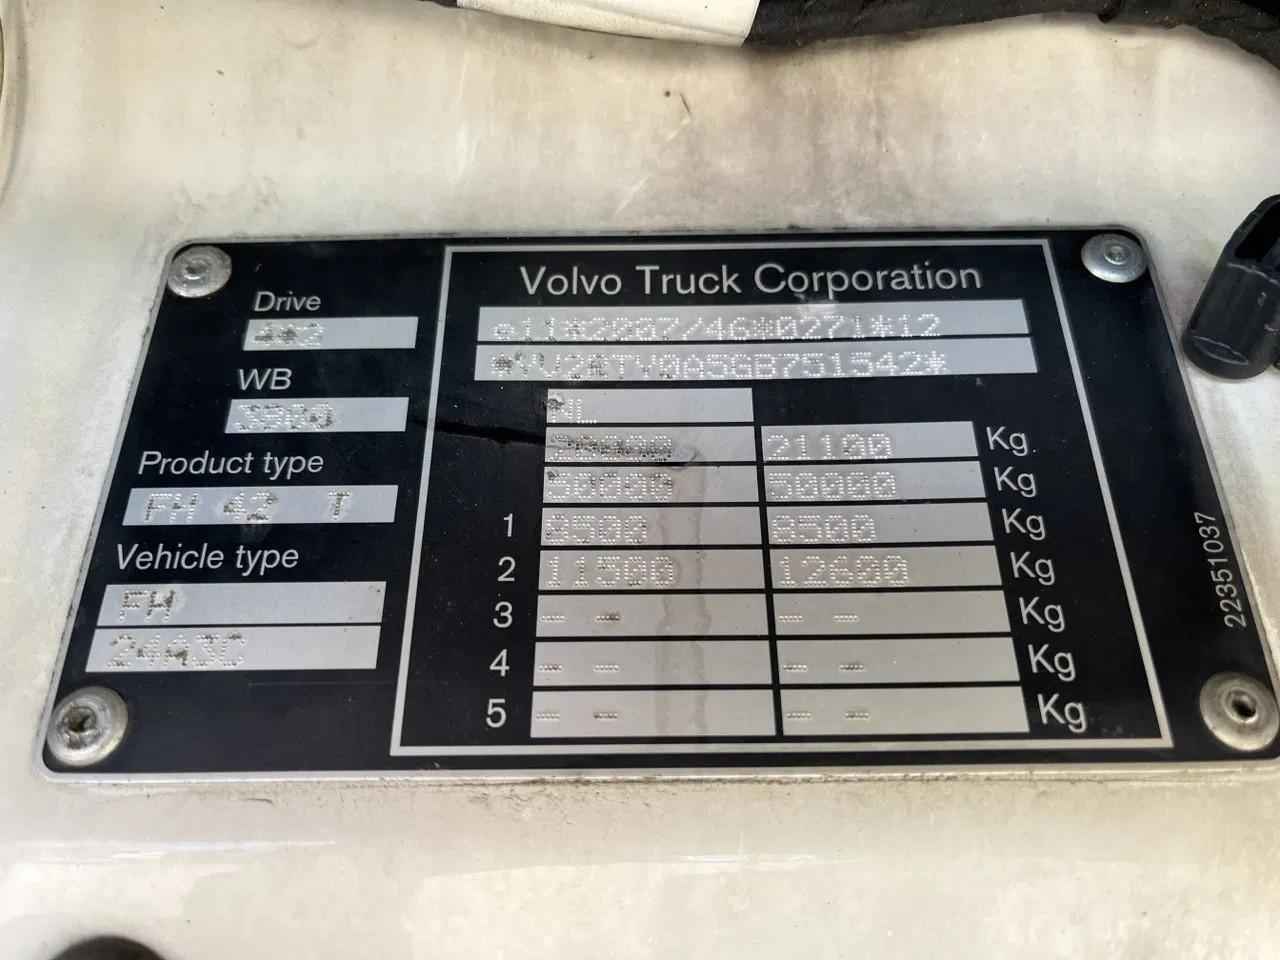 Volvo Truck Corporation
Drive
4*2
e11*2007/46*0271*12
WB
3800
NL
21100 Kg.
Product type
FH 42 T
50000 50000 Kg
1 8500 8500 Kg
Vehicle type
2 11500 12600 Kg
FH
3 --- --- --- --- Kg
24A3C
4 --- --- --- --- Kg
5 --- --- --- --- Kg
22351037